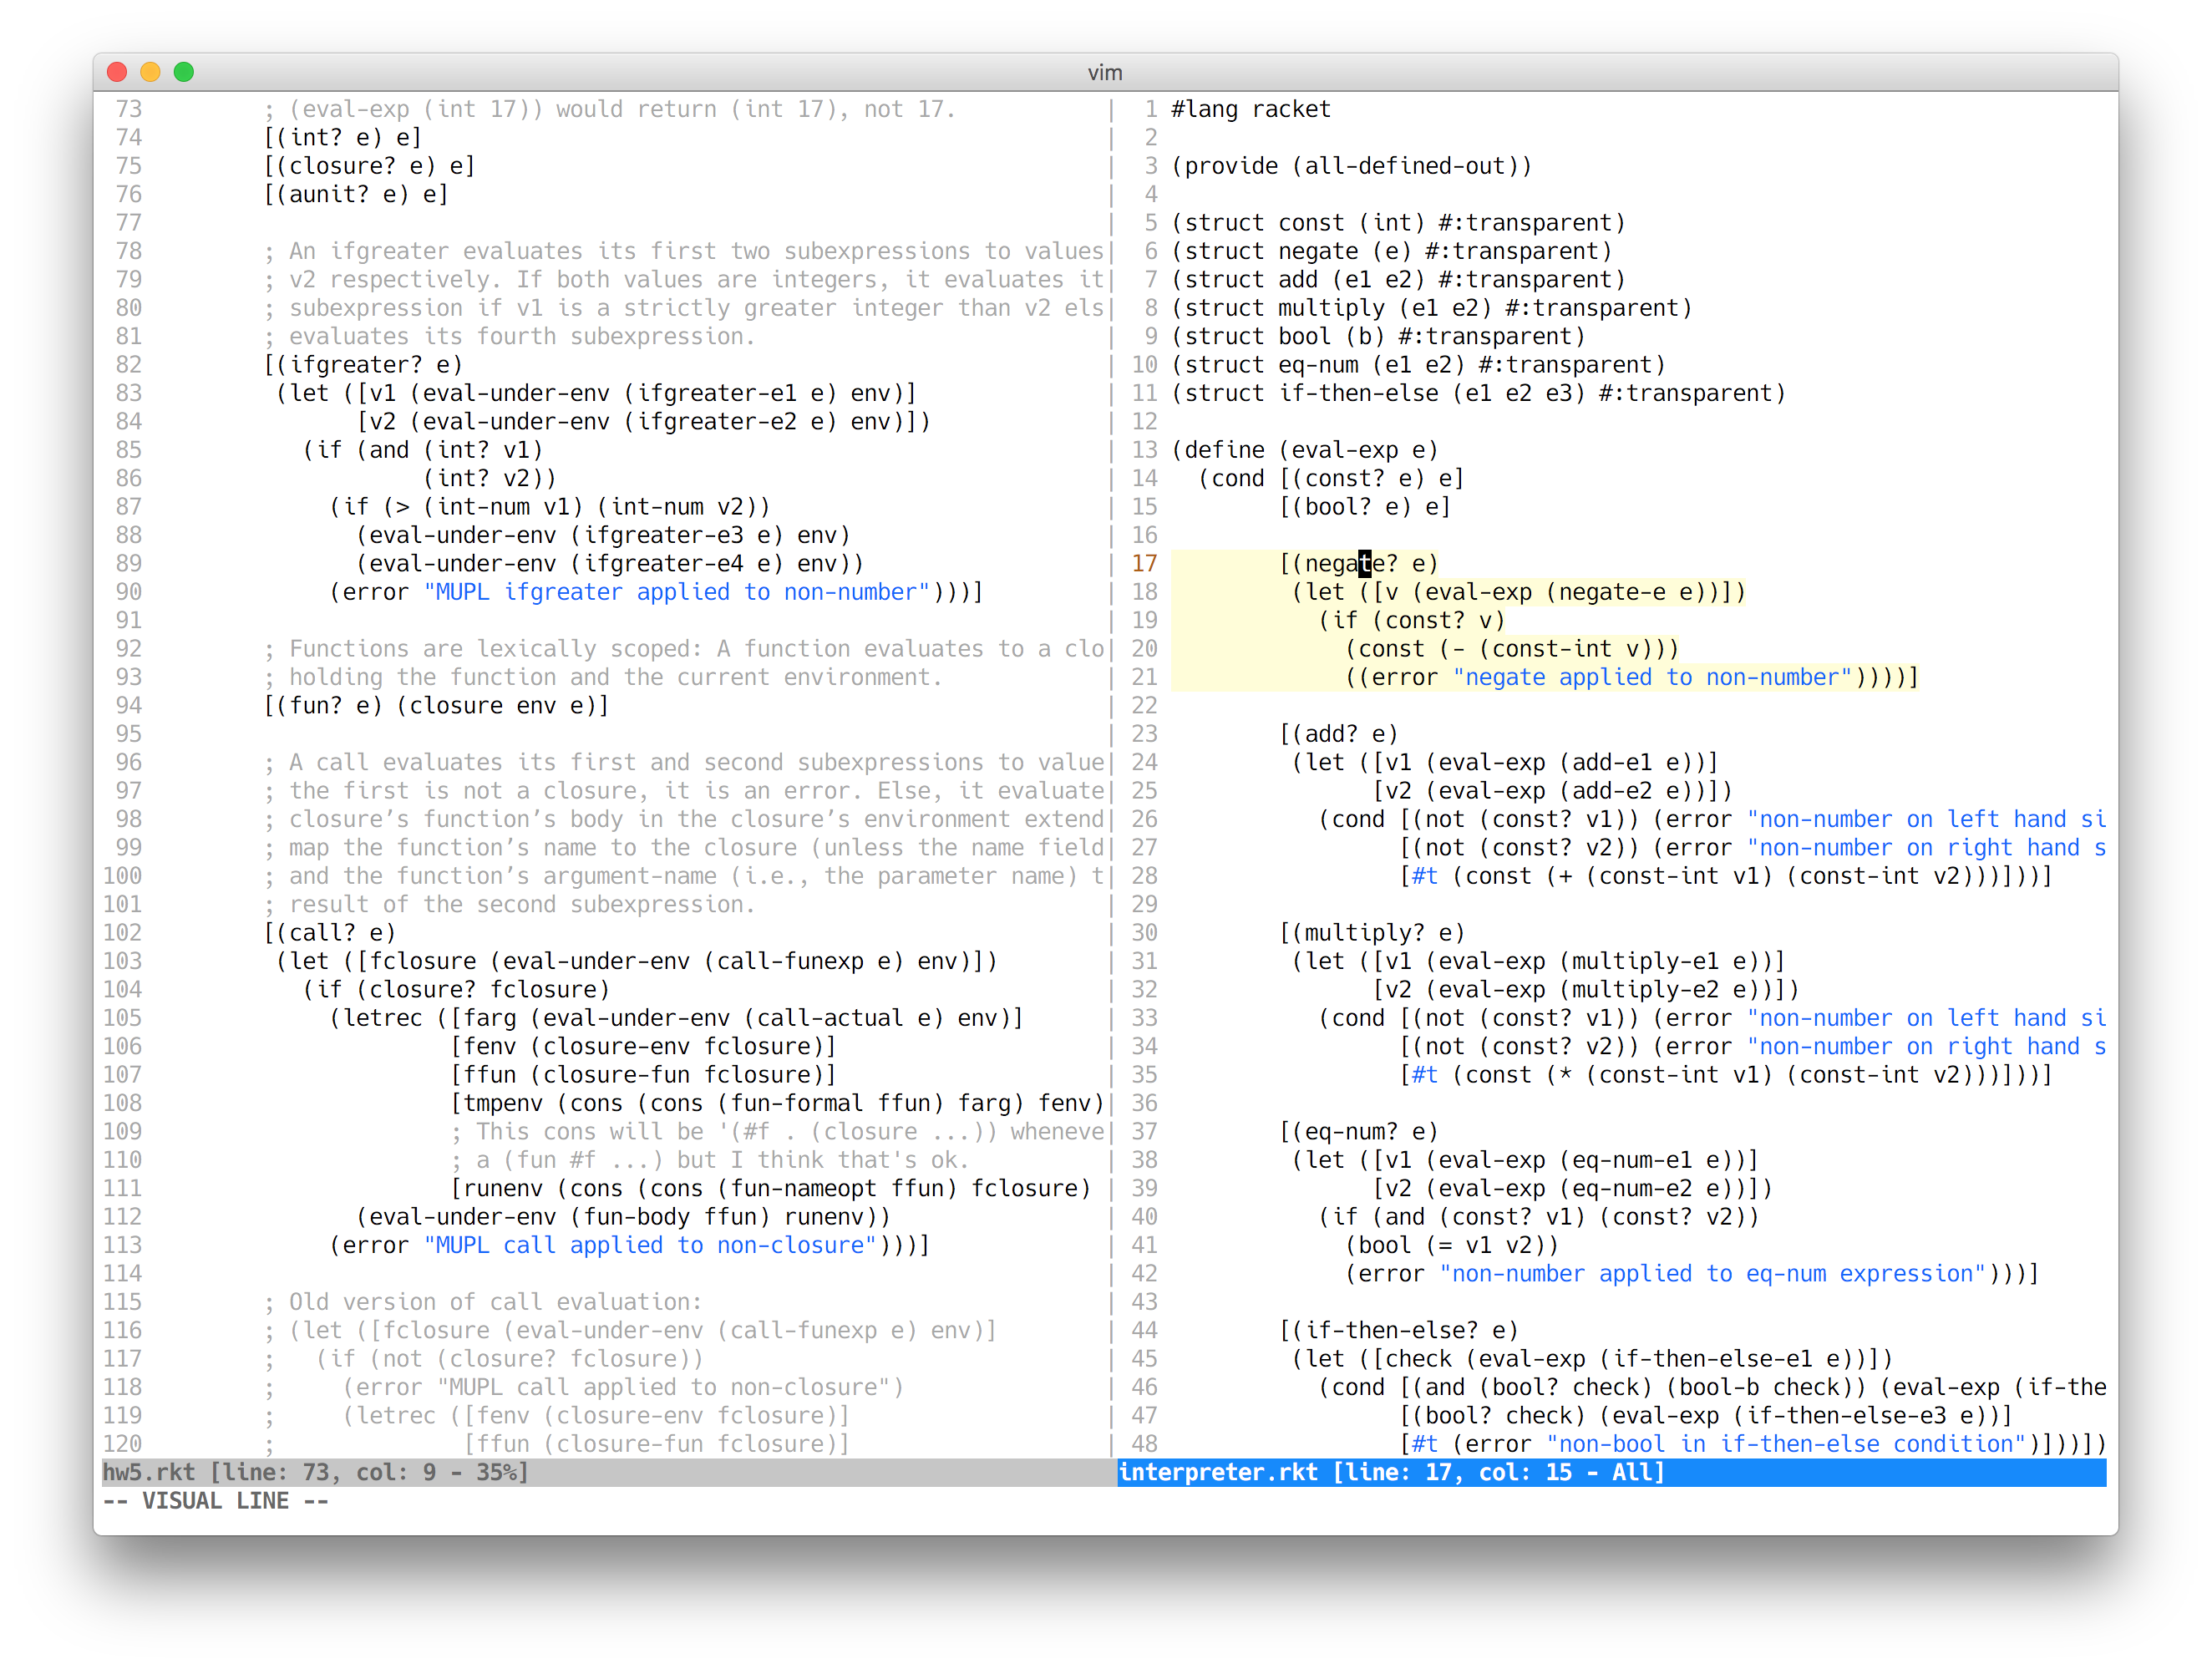 vim
73 ; (eval-exp (int 17)) would return (int 17), not 17.
74 [(int? e) e]
75 [(closure? e) e]
76 [(aunit? e) e]
77
78 ; An ifgreater evaluates its first two subexpressions to values
79 ; v2 respectively. If both values are integers, it evaluates it
80 ; subexpression if v1 is a strictly greater integer than v2 els
81 ; evaluates its fourth subexpression.
82 [(ifgreater? e)
83 (let ([v1 (eval-under-env (ifgreater-e1 e) env)]
84 [v2 (eval-under-env (ifgreater-e2 e) env)])
85 (if (and (int? v1)
86 (int? v2))
87 (if (> (int-num v1) (int-num v2))
88 (eval-under-env (ifgreater-e3 e) env)
89 (eval-under-env (ifgreater-e4 e) env))
90 (error "MUPL ifgreater applied to non-number")))]
91
92 ; Functions are lexically scoped: A function evaluates to a clo
93 ; holding the function and the current environment.
94 [(fun? e) (closure env e)]
95
96 ; A call evaluates its first and second subexpressions to value
97 ; the first is not a closure, it is an error. Else, it evaluate
98 ; closure’s function’s body in the closure’s environment extend
99 ; map the function’s name to the closure (unless the name field
100 ; and the function’s argument-name (i.e., the parameter name) t
101 ; result of the second subexpression.
102 [(call? e)
103 (let ([fclosure (eval-under-env (call-funexp e) env)])
104 (if (closure? fclosure)
105 (letrec ([farg (eval-under-env (call-actual e) env)]
106 [fenv (closure-env fclosure)]
107 [ffun (closure-fun fclosure)]
108 [tmpenv (cons (cons (fun-formal ffun) farg) fenv)
109 ; This cons will be '(#f . (closure ...)) wheneve
110 ; a (fun #f ...) but I think that's ok.
111 [runenv (cons (cons (fun-nameopt ffun) fclosure)
112 (eval-under-env (fun-body ffun) runenv))
113 (error "MUPL call applied to non-closure")))]
114
115 ; Old version of call evaluation:
116 ; (let ([fclosure (eval-under-env (call-funexp e) env)]
117 ; (if (not (closure? fclosure))
118 ; (error "MUPL call applied to non-closure")
119 ; (letrec ([fenv (closure-env fclosure)]
120 ; [ffun (closure-fun fclosure)]
hw5.rkt [line: 73, col: 9 - 35%]
1 #lang racket
2
3 (provide (all-defined-out))
4
5 (struct const (int) #:transparent)
6 (struct negate (e) #:transparent)
7 (struct add (e1 e2) #:transparent)
8 (struct multiply (e1 e2) #:transparent)
9 (struct bool (b) #:transparent)
10 (struct eq-num (e1 e2) #:transparent)
11 (struct if-then-else (e1 e2 e3) #:transparent)
12
13 (define (eval-exp e)
14 (cond [(const? e) e]
15 [(bool? e) e]
16
17 [(negate? e)
18 (let ([v (eval-exp (negate-e e))])
19 (if (const? v)
20 (const (- (const-int v)))
21 ((error "negate applied to non-number"))))]
22
23 [(add? e)
24 (let ([v1 (eval-exp (add-e1 e))]
25 [v2 (eval-exp (add-e2 e))])
26 (cond [(not (const? v1)) (error "non-number on left hand si
27 [(not (const? v2)) (error "non-number on right hand s
28 [#t (const (+ (const-int v1) (const-int v2)))]))]
29
30 [(multiply? e)
31 (let ([v1 (eval-exp (multiply-e1 e))]
32 [v2 (eval-exp (multiply-e2 e))])
33 (cond [(not (const? v1)) (error "non-number on left hand si
34 [(not (const? v2)) (error "non-number on right hand s
35 [#t (const (* (const-int v1) (const-int v2)))]))]
36
37 [(eq-num? e)
38 (let ([v1 (eval-exp (eq-num-e1 e))]
39 [v2 (eval-exp (eq-num-e2 e))])
40 (if (and (const? v1) (const? v2))
41 (bool (= v1 v2))
42 (error "non-number applied to eq-num expression")))]
43
44 [(if-then-else? e)
45 (let ([check (eval-exp (if-then-else-e1 e))])
46 (cond [(and (bool? check) (bool-b check)) (eval-exp (if-the
47 [(bool? check) (eval-exp (if-then-else-e3 e))]
48 [#t (error "non-bool in if-then-else condition")]))])
interpreter.rkt [line: 17, col: 15 - All]
-- VISUAL LINE --